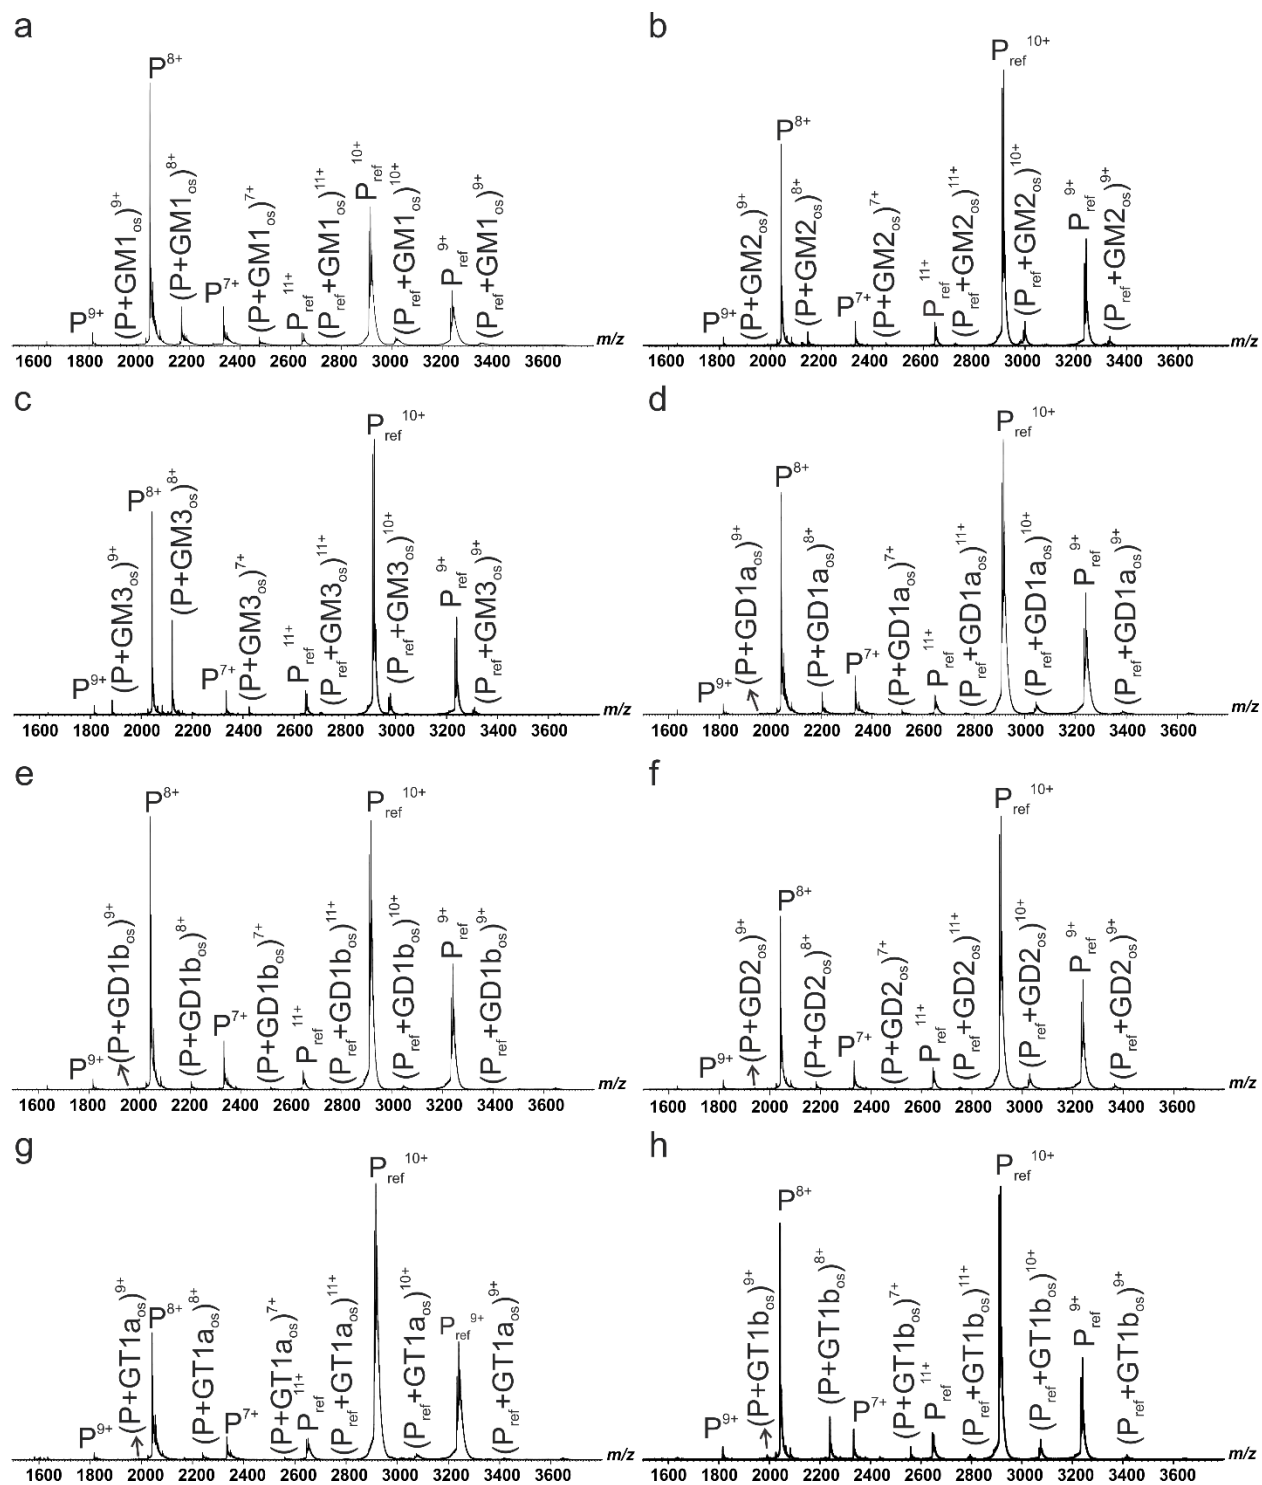 a
P8+
P9+
(P+GM1os)9+
(P+GM1os)8+
P7+
(P+GM1os)7+
Pref11+
(Pref+GM1os)11+
Pref10+
(Pref+GM1os)10+
Pref9+
(Pref+GM1os)9+
1600 2000 2200 2400 2600 2800 3000 3200 3400 3600 m/z
b
P9+
(P+GM2os)9+
P8+
(P+GM2os)8+
P7+
(P+GM2os)7+
Pref11+
(Pref+GM2os)11+
Pref10+
(Pref+GM2os)10+
Pref9+
(Pref+GM2os)9+
1600 1800 2000 2200 2400 2600 2800 3000 3200 3400 3600 m/z
c
P9+
(P+GM3os)9+
P8+
(P+GM3os)8+
P7+
(P+GM3os)7+
Pref11+
(Pref+GM3os)11+
Pref10+
(Pref+GM3os)10+
Pref9+
(Pref+GM3os)9+
1600 1800 2000 2200 2400 2600 2800 3000 3200 3400 3600 m/z
d
P9+
(P+GD1aos)9+
P8+
(P+GD1aos)8+
P7+
(P+GD1aos)7+
Pref11+
(Pref+GD1aos)11+
Pref10+
(Pref+GD1aos)10+
Pref9+
(Pref+GD1aos)9+
1600 1800 2000 2200 2400 2600 2800 3000 3200 3400 3600 m/z
e
P9+
(P+GD1bos)9+
P8+
(P+GD1bos)8+
P7+
(P+GD1bos)7+
Pref11+
(Pref+GD1bos)11+
Pref10+
(Pref+GD1bos)10+
Pref9+
(Pref+GD1bos)9+
1600 1800 2000 2200 2400 2600 2800 3000 3200 3400 3600 m/z
f
P9+
(P+GD2os)9+
P8+
(P+GD2os)8+
P7+
(P+GD2os)7+
Pref11+
(Pref+GD2os)11+
Pref10+
(Pref+GD2os)10+
Pref9+
(Pref+GD2os)9+
1600 1800 2000 2200 2400 2600 2800 3000 3200 3400 3600 m/z
g
P9+
(P+GT1aos)9+
P8+
(P+GT1aos)8+
P7+
(P+GT1aos)7+
Pref11+
(Pref+GT1aos)11+
Pref10+
(Pref+GT1aos)10+
Pref9+
(Pref+GT1aos)9+
1600 1800 2000 2200 2400 2600 2800 3000 3200 3400 3600 m/z
h
P9+
(P+GT1bos)9+
P8+
(P+GT1bos)8+
P7+
(P+GT1bos)7+
Pref11+
(Pref+GT1bos)11+
Pref10+
(Pref+GT1bos)10+
Pref9+
(Pref+GT1bos)9+
1600 1800 2000 2200 2400 2600 2800 3000 3200 3400 3600 m/z